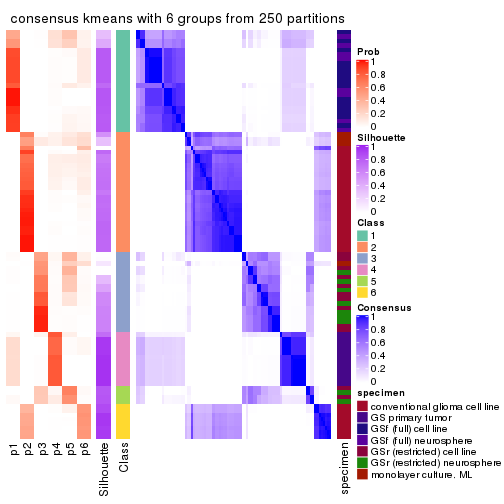 consensus kmeans with 6 groups from 250 partitions
p1
p2
p3
p4
p5
p6
Silhouette
Class
specimen
Prob
1
0.8
0.6
0.4
0.2
0
Silhouette
1
0.8
0.6
0.4
0.2
0
Class
1
2
3
4
5
6
Consensus
1
0.8
0.6
0.4
0.2
0
specimen
conventional glioma cell line
GS primary tumor
GSf (full) cell line
GSf (full) neurosphere
GSr (restricted) cell line
GSr (restricted) neurosphere
monolayer culture. ML